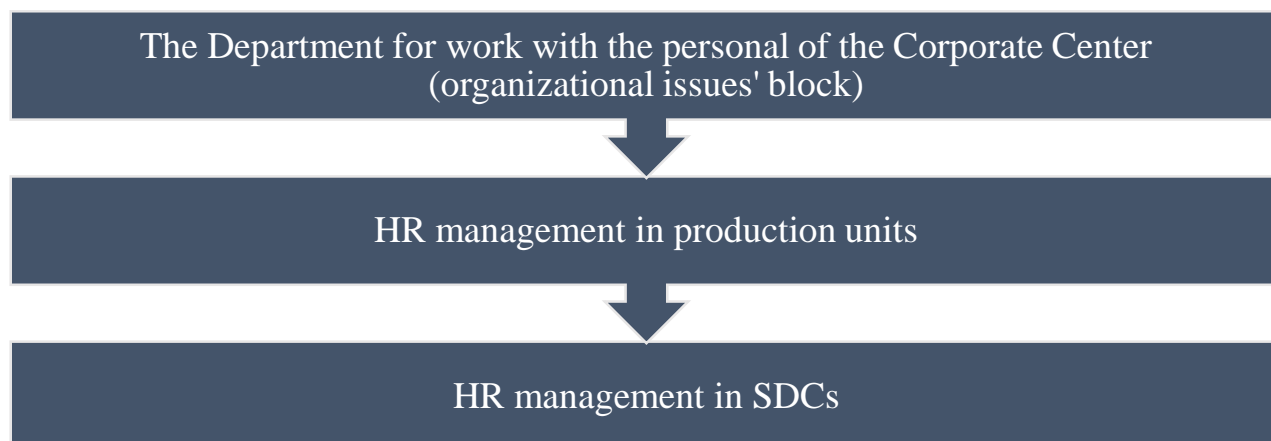 The Department for work with the personal of the Corporate Center
(organizational issues' block)
HR management in production units
HR management in SDCs